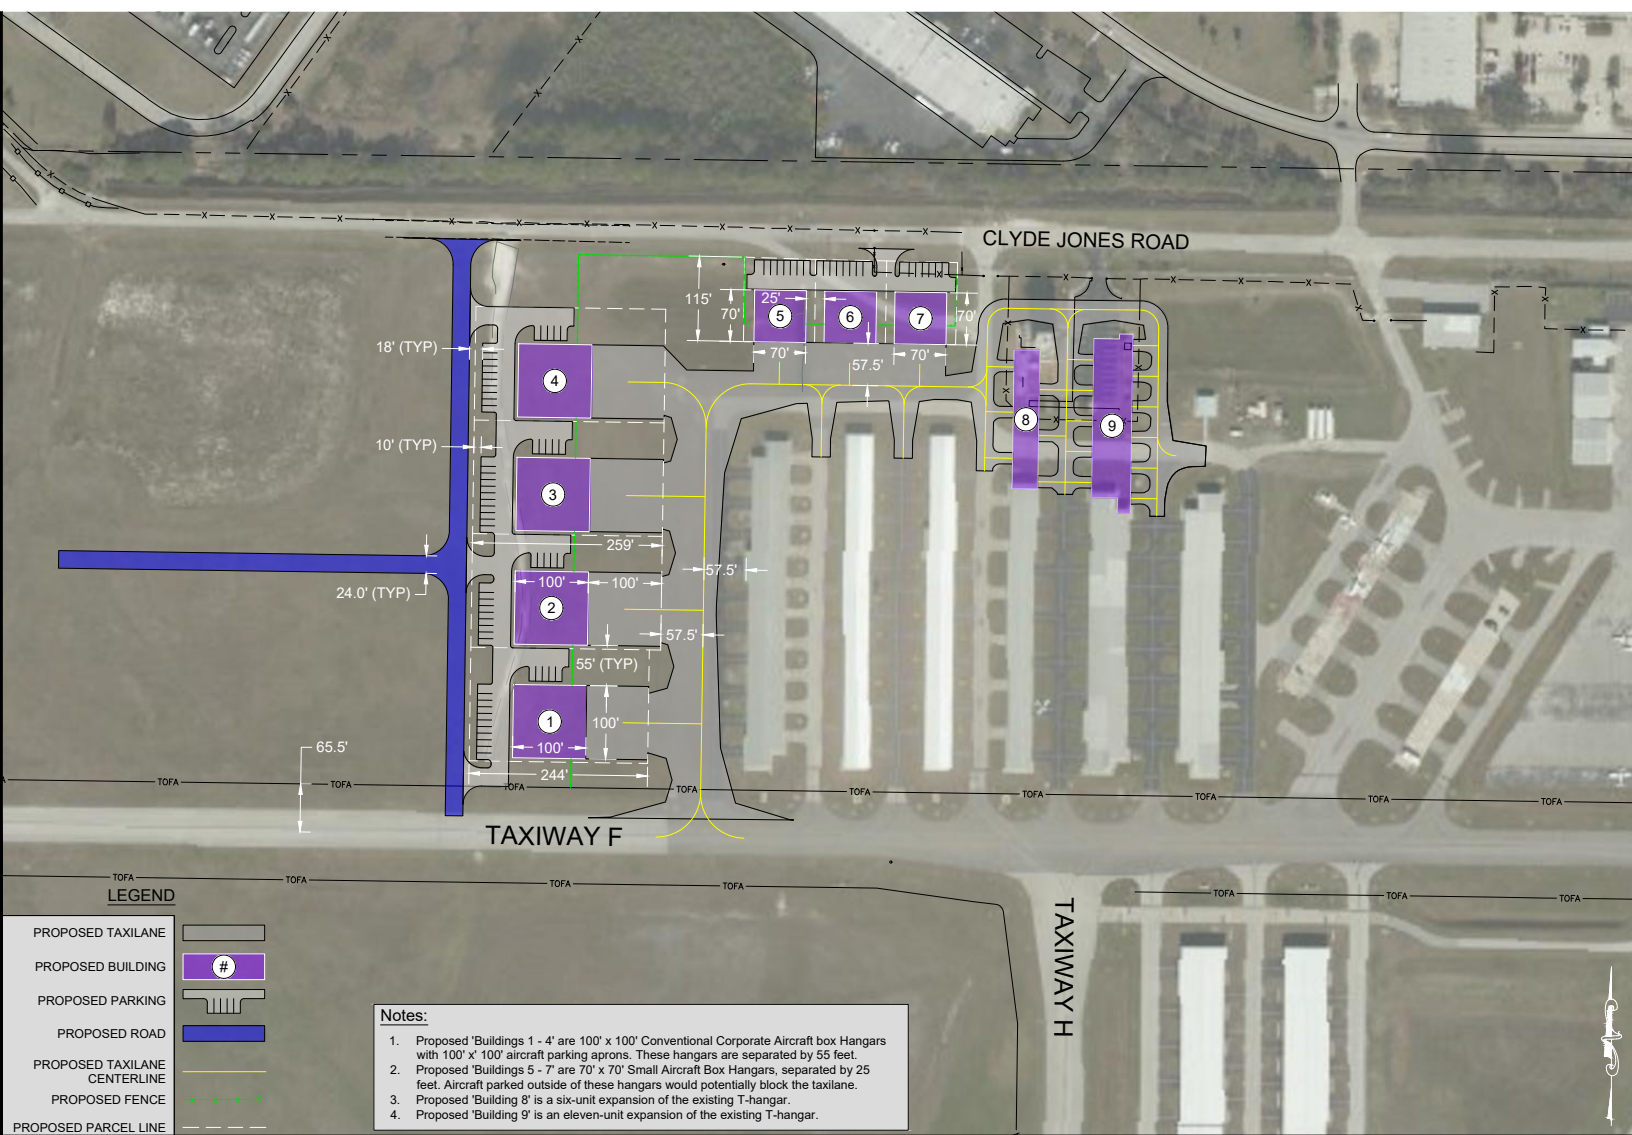 CLYDE JONES ROAD
115'
70'
25'
5
6
7
70'
70'
57.5'
70'
18' (TYP)
4
8
9
10' (TYP)
3
259'
57.5'
100'
100'
24.0' (TYP)
2
57.5'
55' (TYP)
1
100'
100'
65.5'
244'
TOFA
TOFA
TOFA
TOFA
TOFA
TOFA
TOFA
TOFA
TOFA
TAXIWAY F
TOFA
TOFA
TOFA
TOFA
TOFA
TOFA
TOFA
TAXIWAY H
LEGEND
PROPOSED TAXILANE
PROPOSED BUILDING
#
PROPOSED PARKING
PROPOSED ROAD
PROPOSED TAXILANE
CENTERLINE
PROPOSED FENCE
PROPOSED PARCEL LINE
Notes:
1. Proposed 'Buildings 1 - 4' are 100' x 100' Conventional Corporate Aircraft box Hangars
with 100' x' 100' aircraft parking aprons. These hangars are separated by 55 feet.
2. Proposed 'Buildings 5 - 7' are 70' x 70' Small Aircraft Box Hangars, separated by 25
feet. Aircraft parked outside of these hangars would potentially block the taxilane.
3. Proposed 'Building 8' is a six-unit expansion of the existing T-hangar.
4. Proposed 'Building 9' is an eleven-unit expansion of the existing T-hangar.